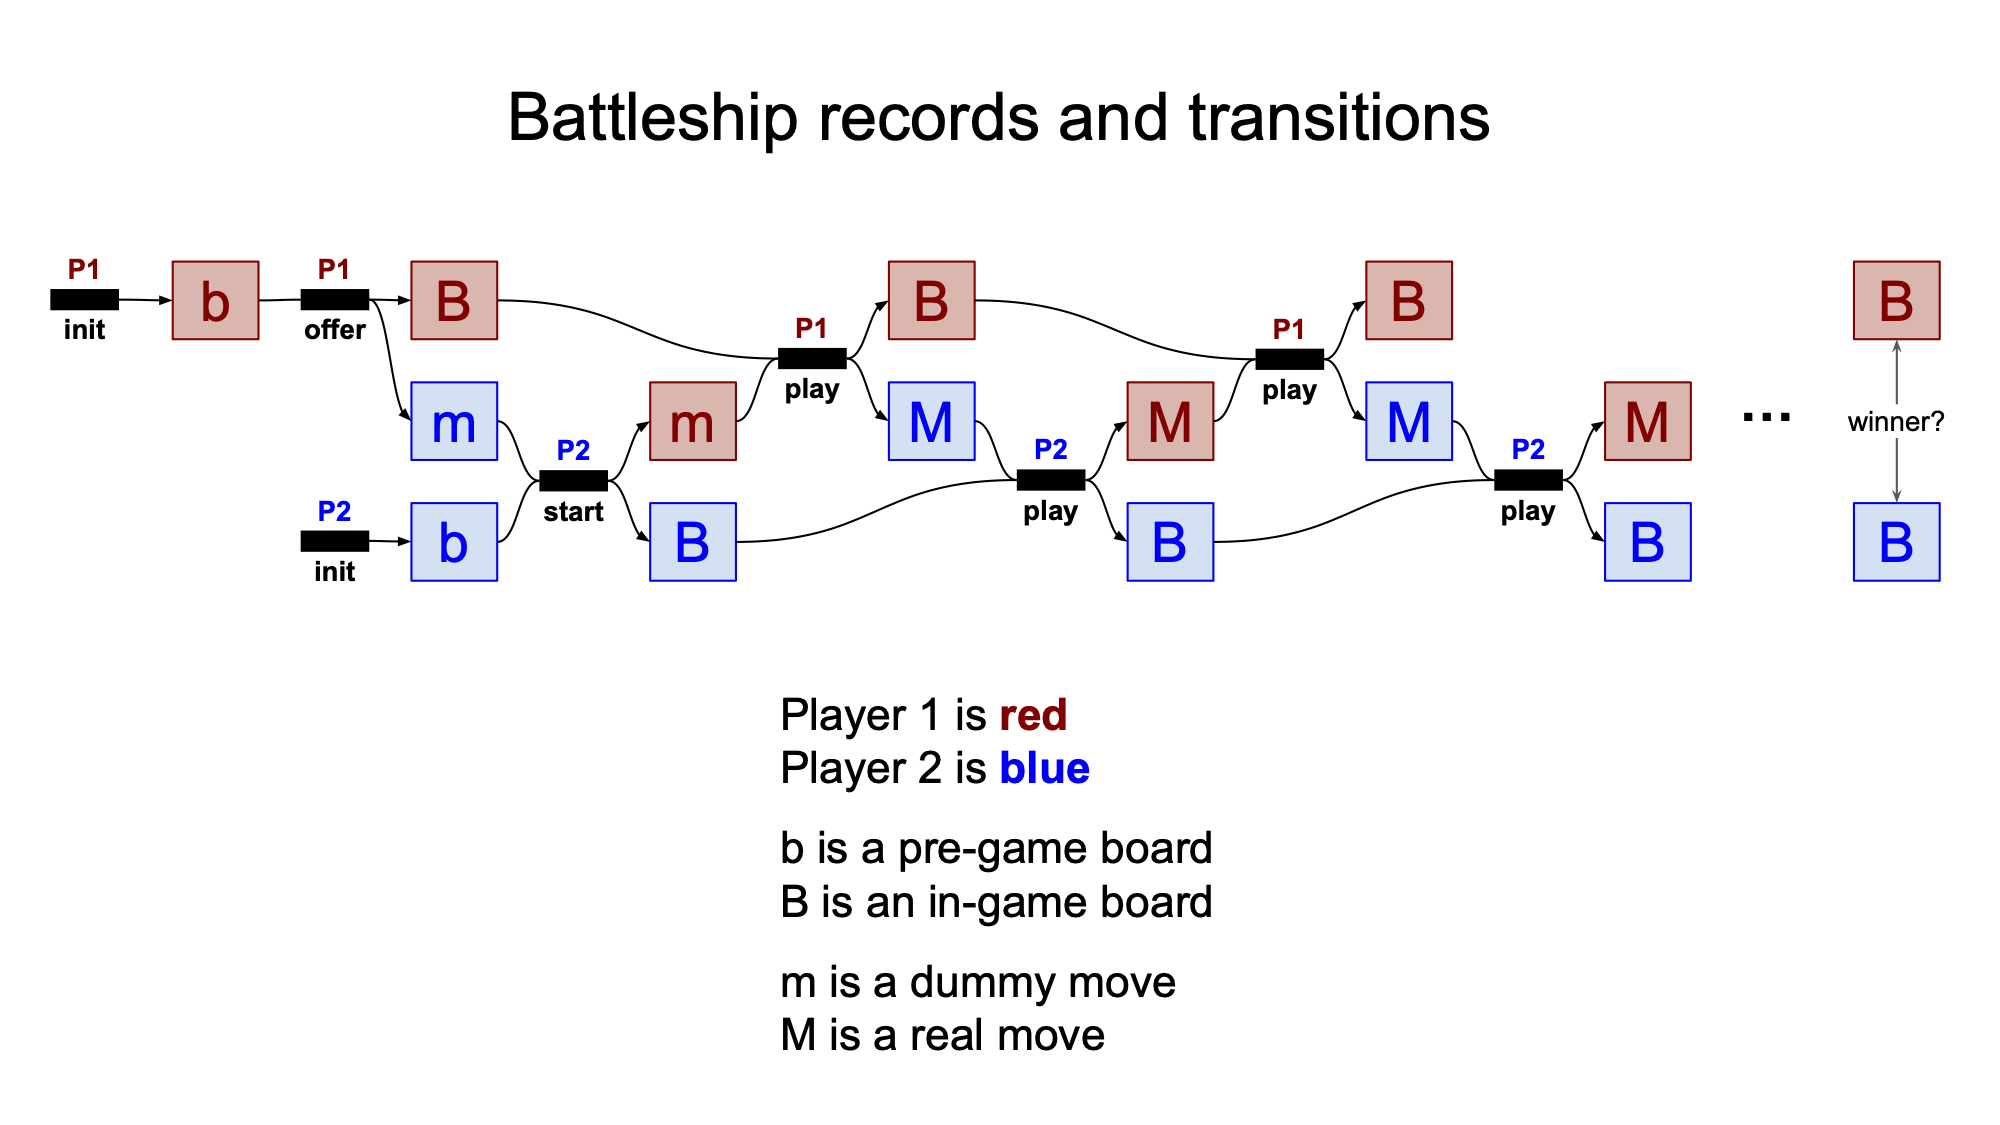 Battleship records and transitions
P1 P1
b B B B B
init offer
P1 P1
play play
m m M M M M ... winner?
P2 P2 P2
start play play
P2
b B B B B
init
Player 1 is red
Player 2 is blue
b is a pre-game board
B is an in-game board
m is a dummy move
M is a real move